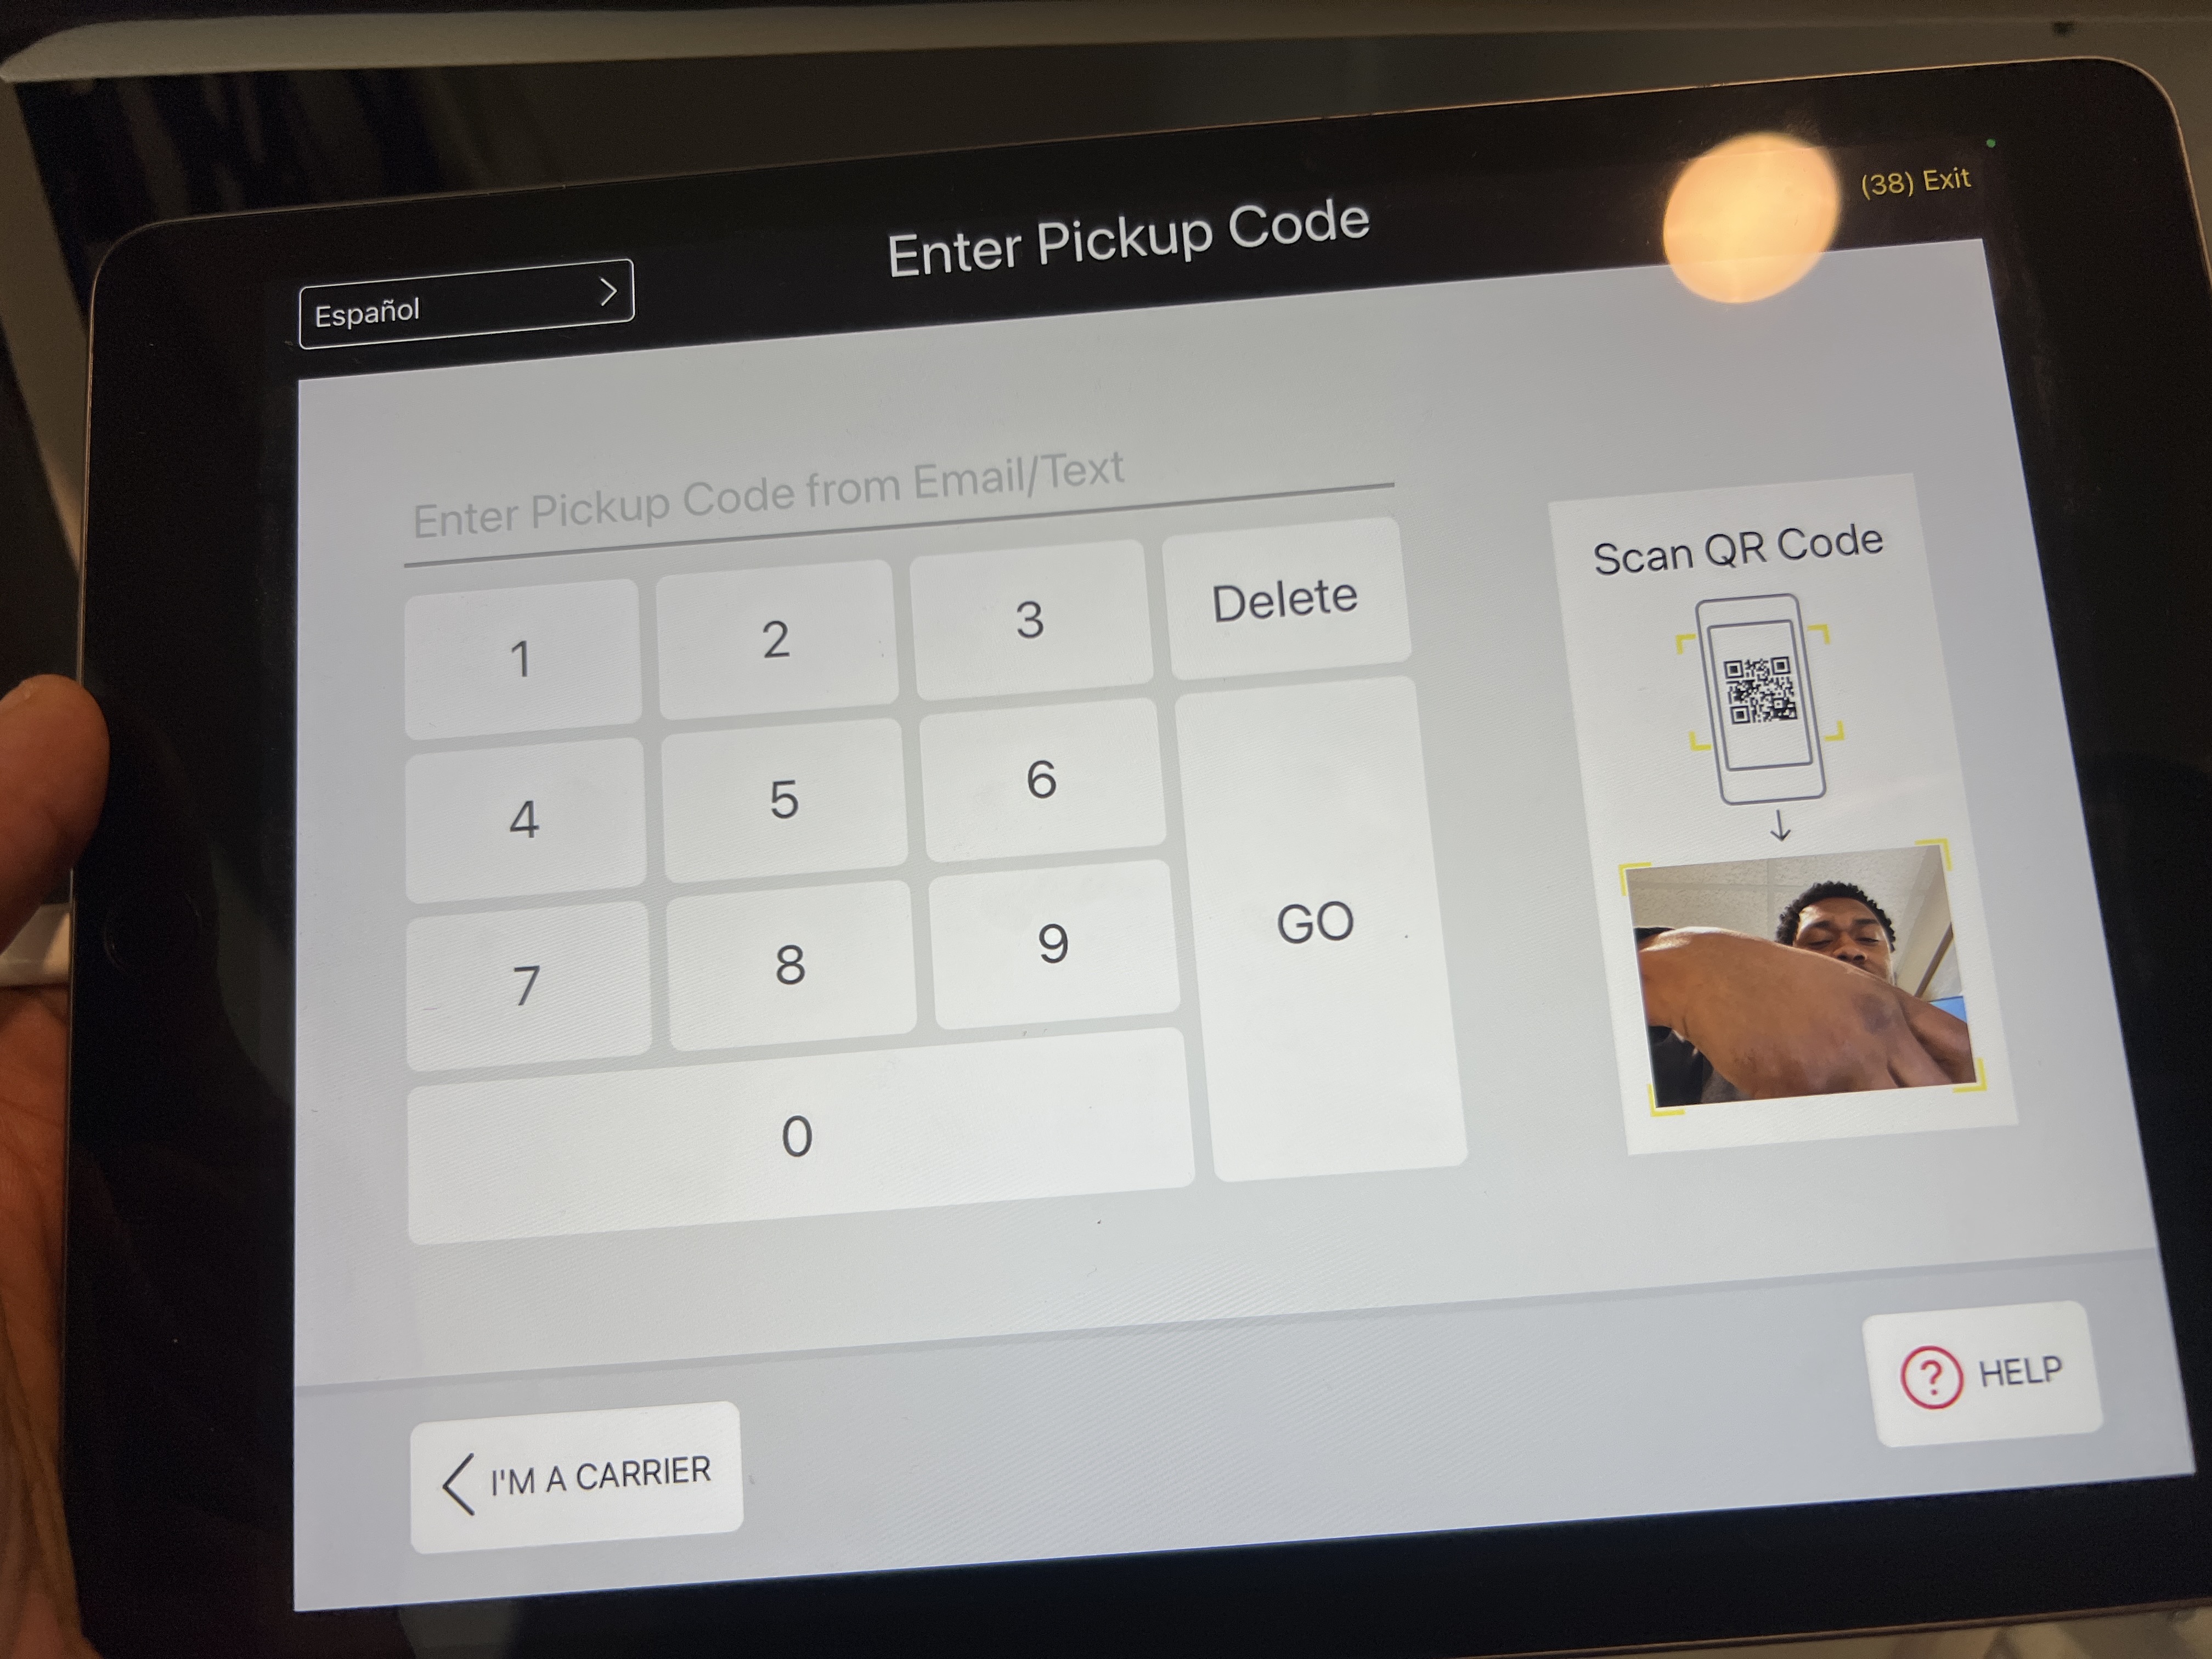 (38) Exit
Enter Pickup Code
Español
Enter Pickup Code from Email/Text
1 2 3 Delete
4 5 6
7 8 9 GO
0
Scan QR Code
I'M A CARRIER
? HELP